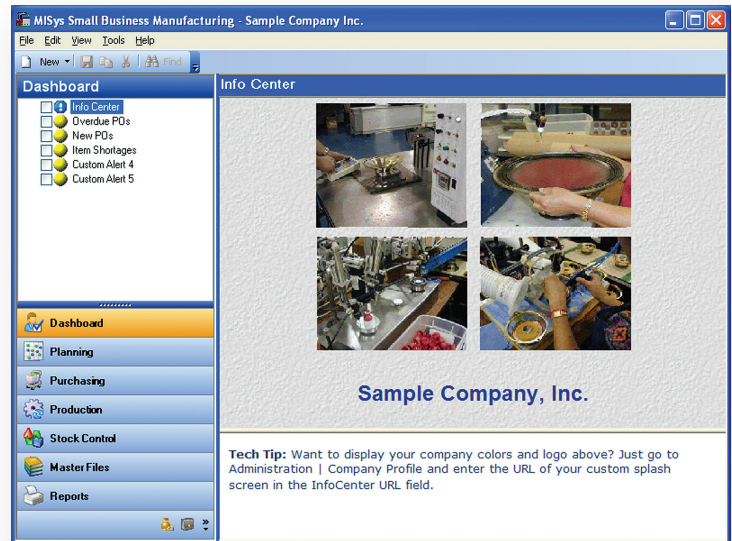 MISys Small Business Manufacturing - Sample Company Inc.
File Edit View Tools Help
New Find
Dashboard
Info Center
Overdue POs
New POs
Item Shortages
Custom Alert 4
Custom Alert 5
Dashboard
Planning
Purchasing
Production
Stock Control
Master Files
Reports
Info Center
Sample Company, Inc.
Tech Tip: Want to display your company colors and logo above? Just go to
Administration | Company Profile and enter the URL of your custom splash
screen in the InfoCenter URL field.